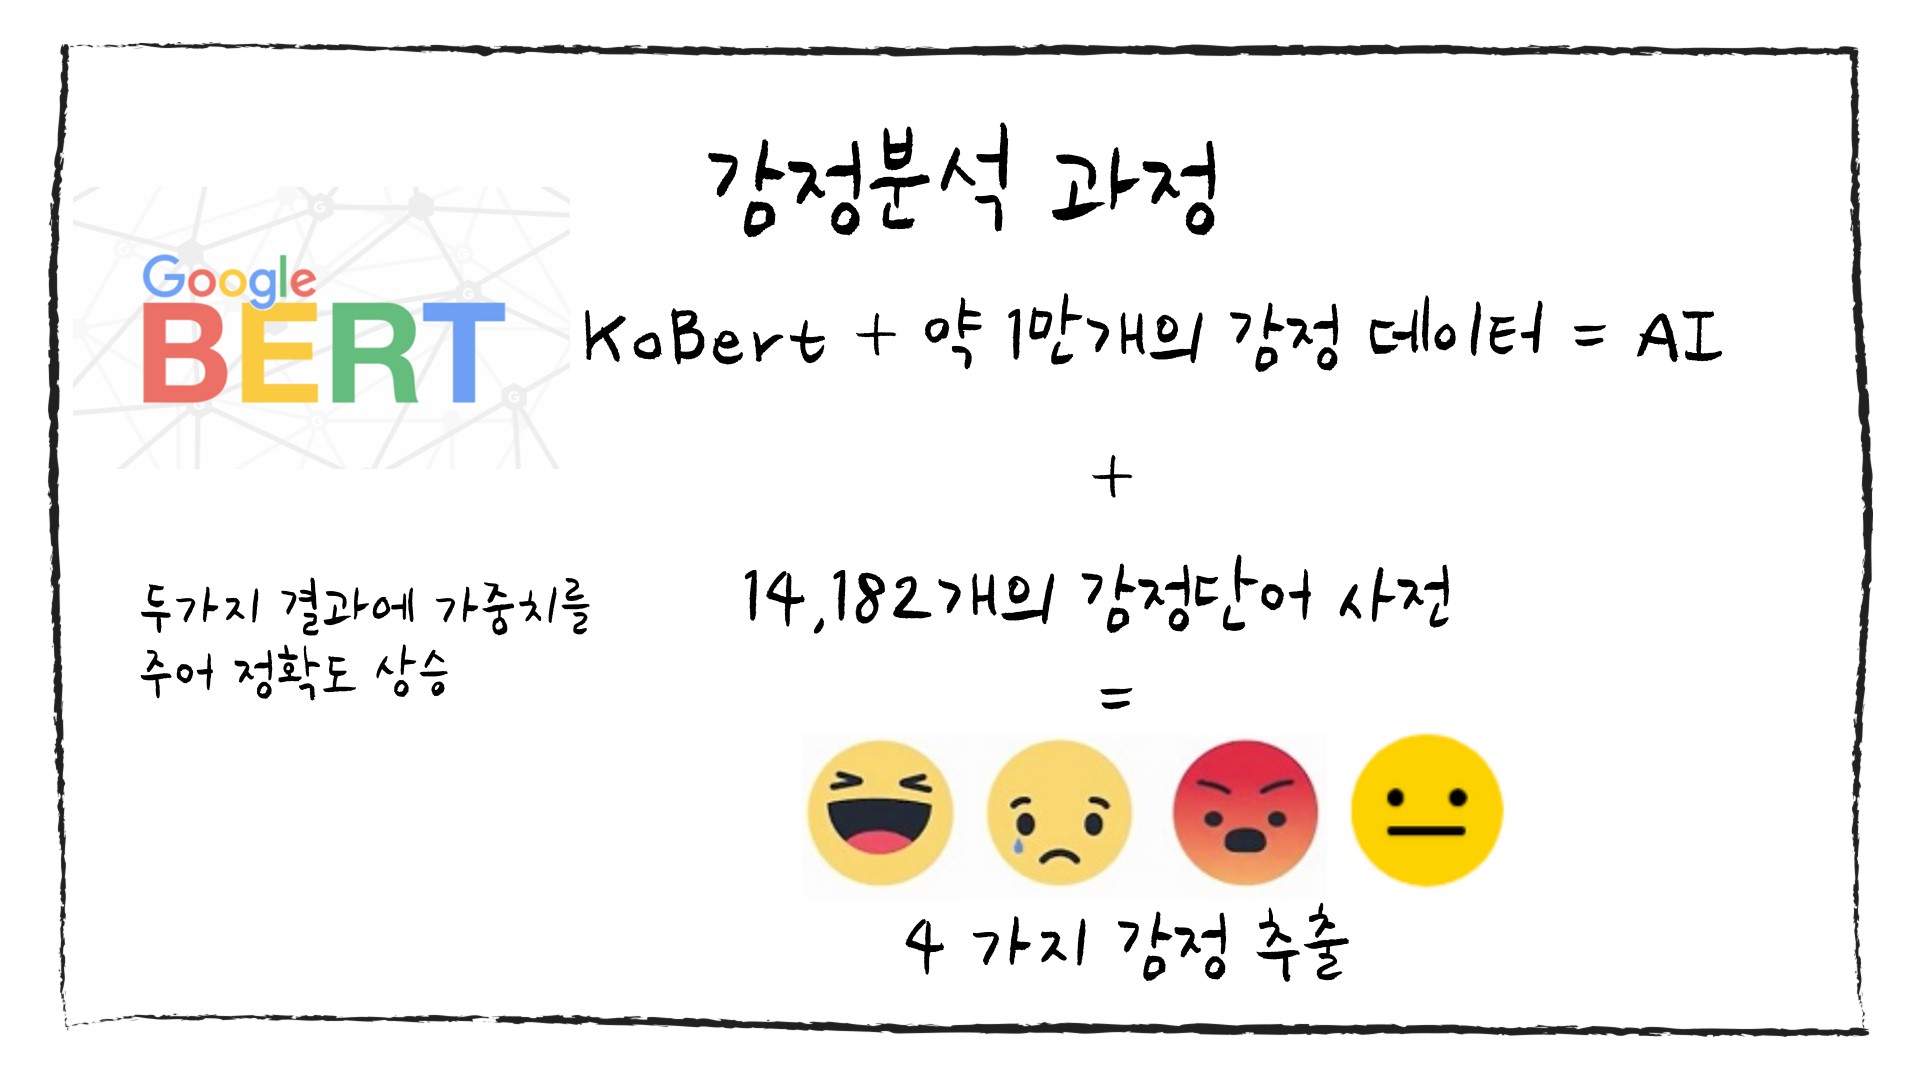 감정분석 과정
Google
BERT
KoBert + 약 1만개의 감정 데이터 = AI
+
14,182개의 감정단어 사전
두가지 결과에 가중치를
주어 정확도 상승
=
4 가지 감정 추출